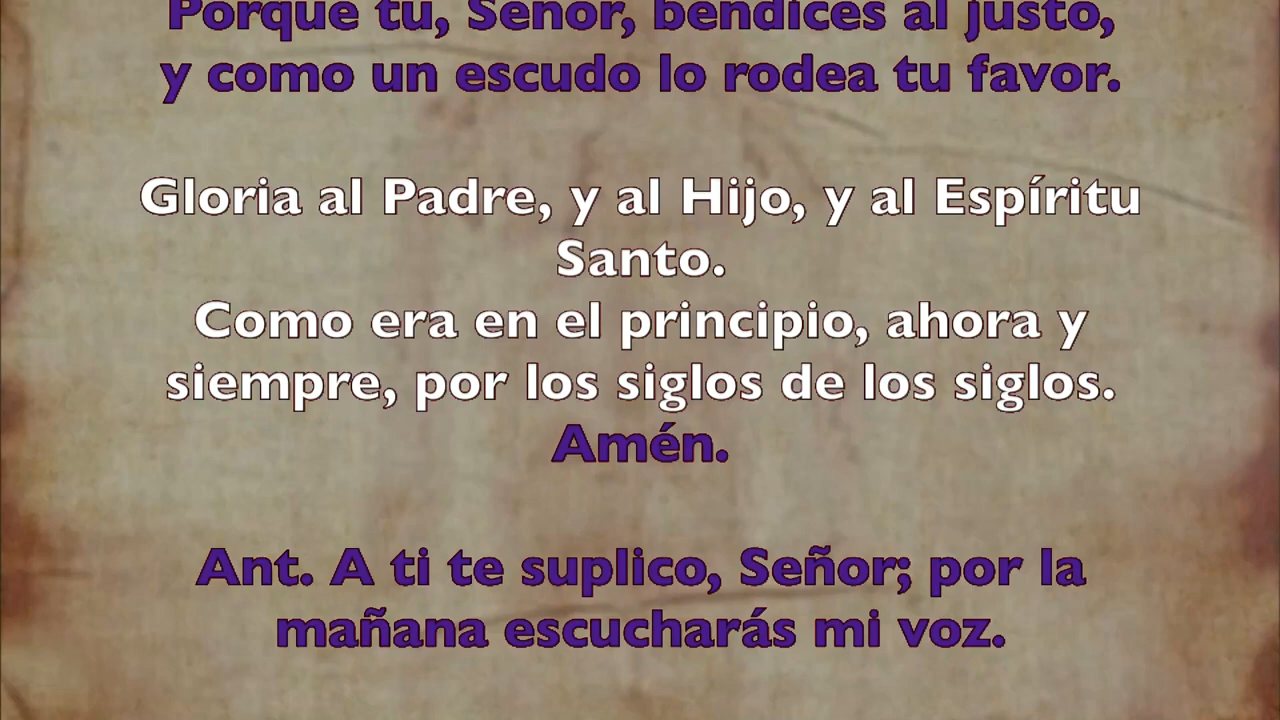 Porque tú, Señor, bendices al justo,
y como un escudo lo rodea tu favor.
Gloria al Padre, y al Hijo, y al Espíritu
Santo.
Como era en el principio, ahora y
siempre, por los siglos de los siglos.
Amén.
Ant. A ti te suplico, Señor; por la
mañana escucharás mi voz.